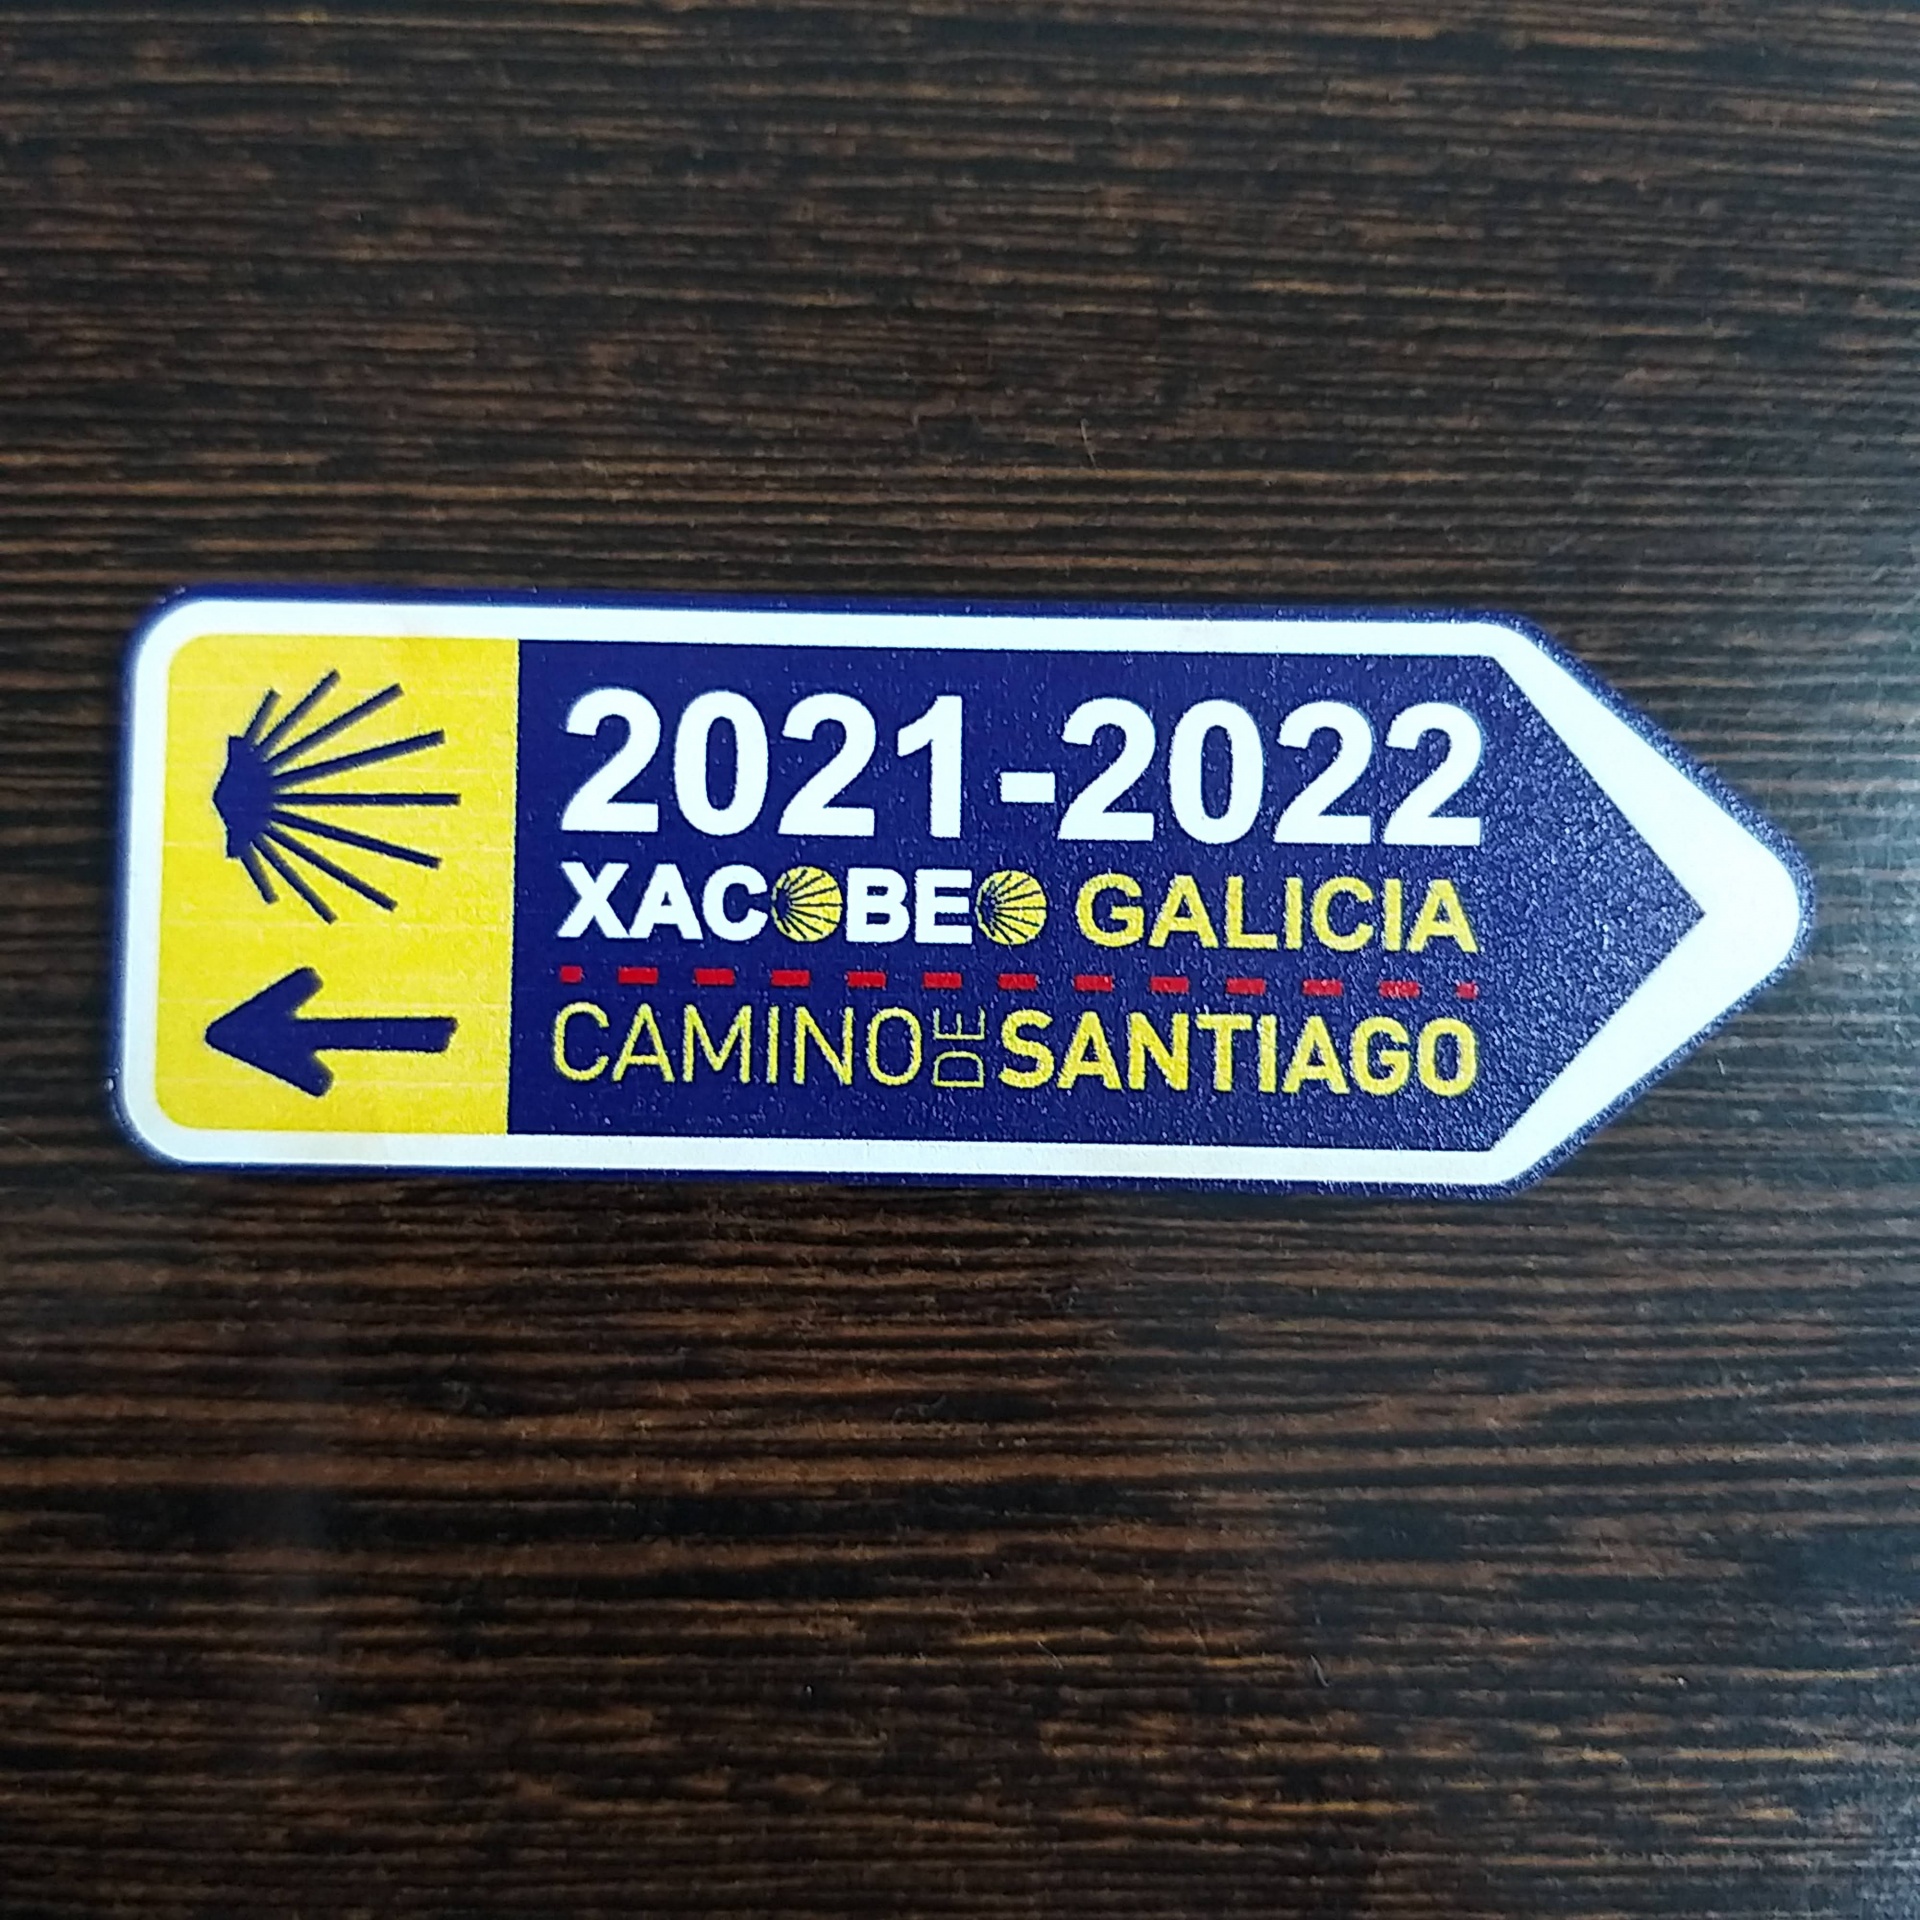 2021-2022
XACOBEO GALICIA
CAMINO DE SANTIAGO